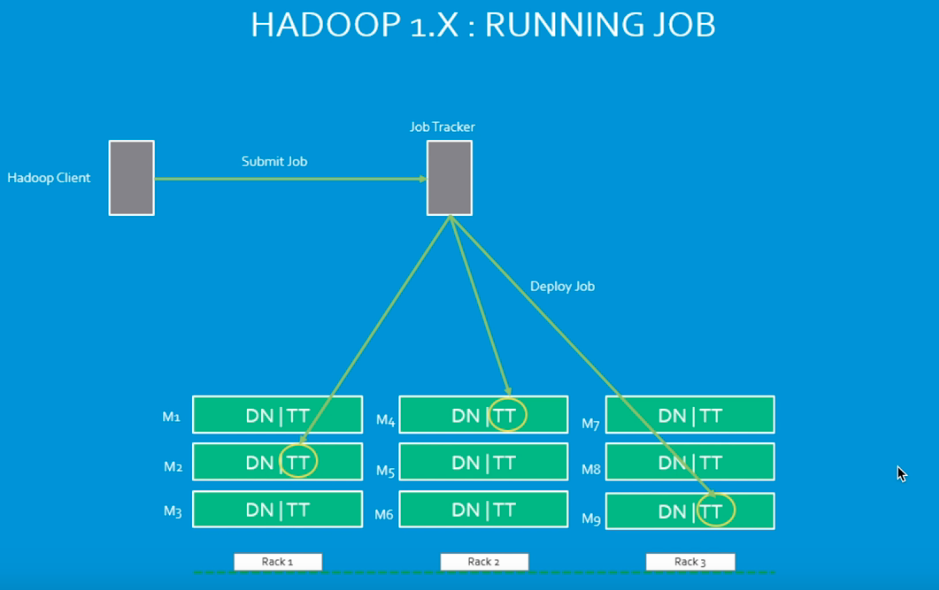 HADOOP 1.X : RUNNING JOB
Job Tracker
Submit Job
Hadoop Client
Deploy Job
M1 DN|TT M4 DN|TT M7 DN|TT
M2 DN|TT M5 DN|TT M8 DN|TT
M3 DN|TT M6 DN|TT M9 DN|TT
Rack 1 Rack 2 Rack 3